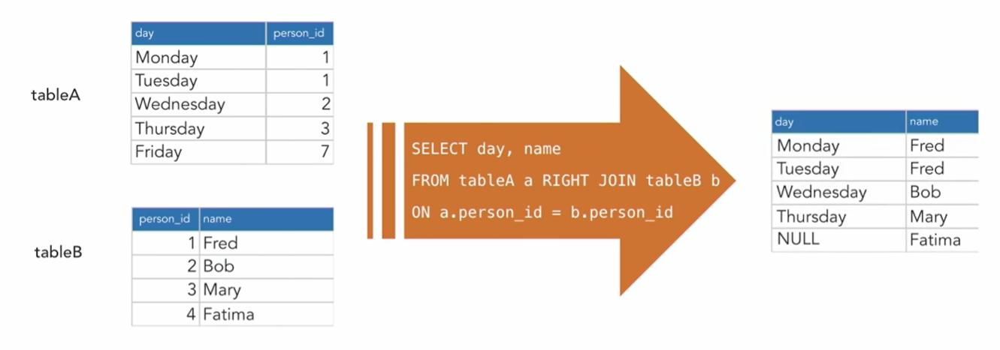 tableA
day person_id
Monday 1
Tuesday 1
Wednesday 2
Thursday 3
Friday 7
tableB
person_id name
1 Fred
2 Bob
3 Mary
4 Fatima
SELECT day, name
FROM tableA a RIGHT JOIN tableB b
ON a.person_id = b.person_id
day name
Monday Fred
Tuesday Fred
Wednesday Bob
Thursday Mary
NULL Fatima